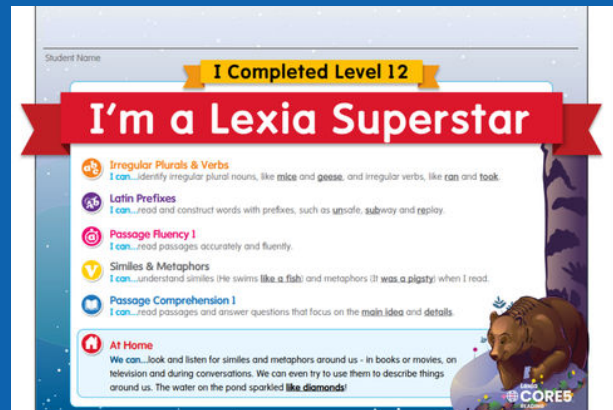 Student Name
I Completed Level 12
I'm a Lexia Superstar
Irregular Plurals & Verbs
I can...identify irregular plural nouns, like mice and geese, and irregular verbs, like ran and took.
Latin Prefixes
I can...read and construct words with prefixes, such as unsafe, subway and replay.
Passage Fluency 1
I can...read passages accurately and fluently.
Similes & Metaphors
I can...understand similes (He swims like a fish) and metaphors (It was a pigsty) when I read.
Passage Comprehension 1
I can...read passages and answer questions that focus on the main idea and details.
At Home
We can...look and listen for similes and metaphors around us - in books or movies, on
television and during conversations. We can even try to use them to describe things
around us. The water on the pond sparkled like diamonds!
Lexia
CORE5
READING